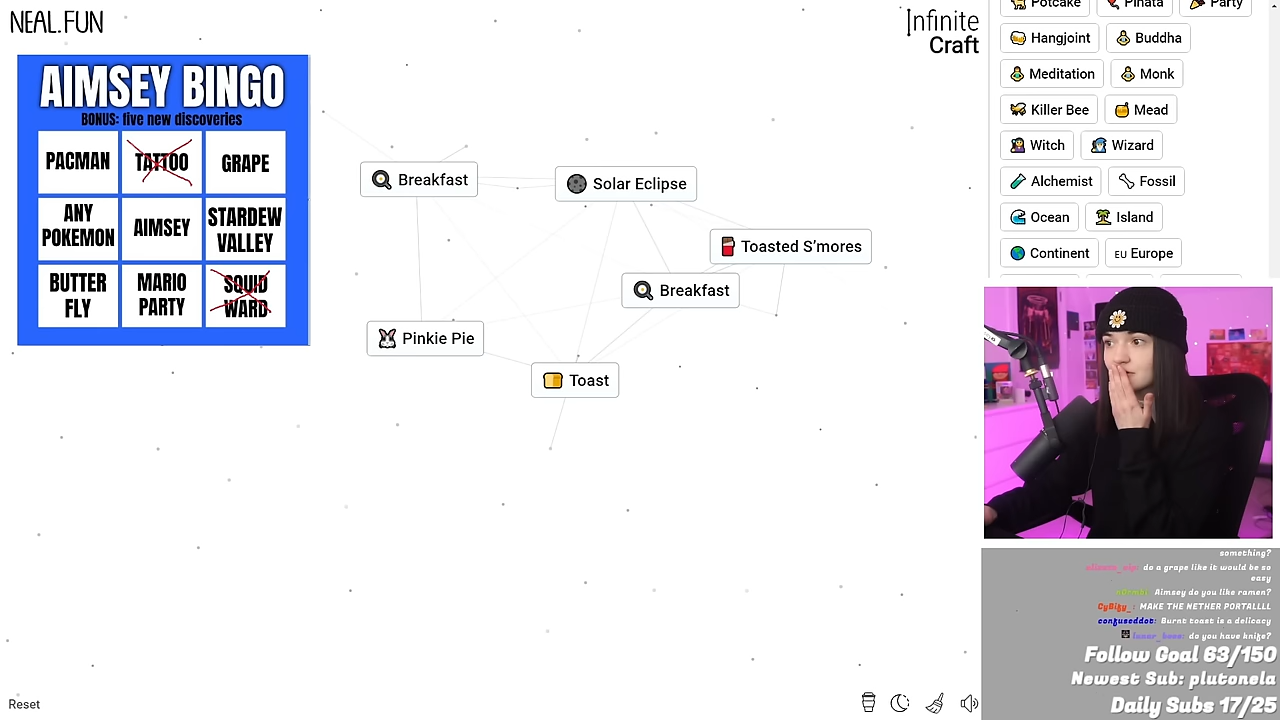 NEAL.FUN
Infinite
Craft
AIMSEY BINGO
BONUS: five new discoveries
PACMAN
TATTOO
GRAPE
ANY
POKEMON
AIMSEY
STARDEW
VALLEY
BUTTER
FLY
MARIO
PARTY
SQUID
WARD
Breakfast
Solar Eclipse
Toasted S’mores
Breakfast
Pinkie Pie
Toast
Potcake
Pinata
Party
Hangjoint
Buddha
Meditation
Monk
Killer Bee
Mead
Witch
Wizard
Alchemist
Fossil
Ocean
Island
Continent
EU Europe
something?
do a grape like it would be so
easy
Aimsey do you like ramen?
CyBify_: MAKE THE NETHER PORTALLLL
confuseddot: Burnt toast is a delicacy
do you have knife?
Follow Goal 63/150
Newest Sub: plutonela
Daily Subs 17/25
Reset